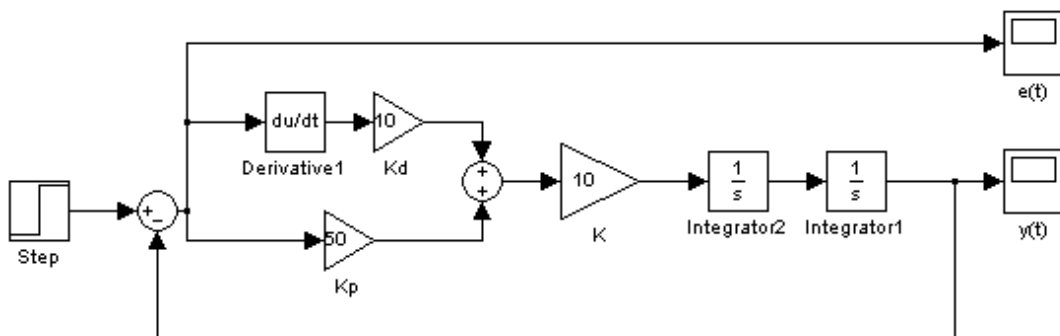 e(t)
du/dt
10
Derivative1
Kd
+
+
10
1
s
1
s
+
−
Step
50
Kp
K
Integrator2
Integrator1
y(t)